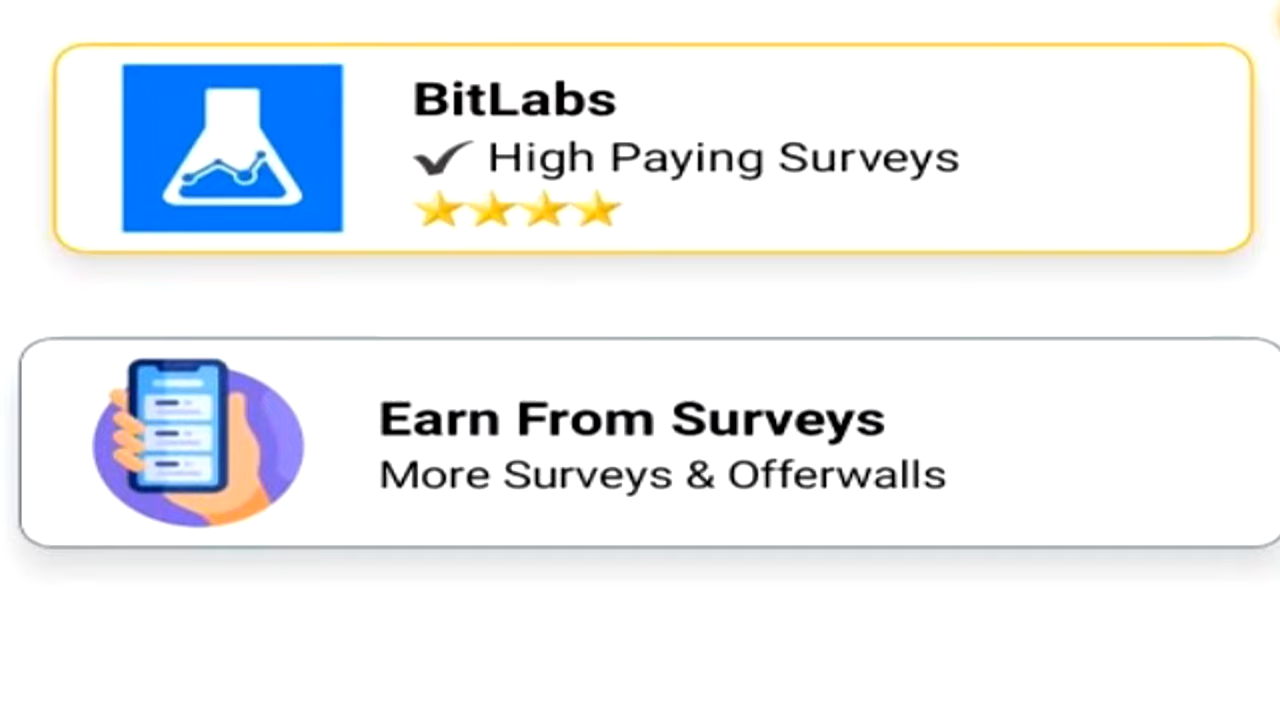 BitLabs
✔ High Paying Surveys
⭐⭐⭐⭐
Earn From Surveys
More Surveys & Offerwalls